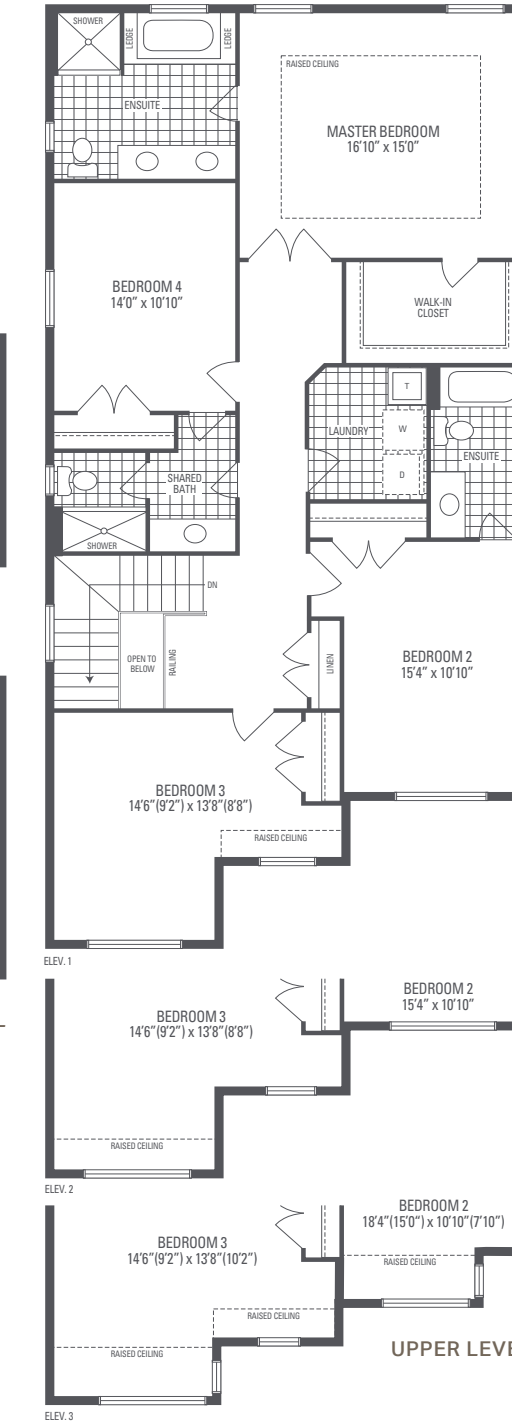 SHOWER
LEDGE
LEDGE
ENSUITE
RAISED CEILING
MASTER BEDROOM
16'10" x 15'0"
BEDROOM 4
14'0" x 10'10"
WALK-IN
CLOSET
T
LAUNDRY
W
D
ENSUITE
SHARED
BATH
SHOWER
DN
OPEN TO
BELOW
RAILING
LINEN
BEDROOM 2
15'4" x 10'10"
BEDROOM 3
14'6"(9'2") x 13'8"(8'8")
RAISED CEILING
ELEV. 1
BEDROOM 2
15'4" x 10'10"
BEDROOM 3
14'6"(9'2") x 13'8"(8'8")
RAISED CEILING
ELEV. 2
BEDROOM 2
18'4"(15'0") x 10'10"(7'10")
RAISED CEILING
BEDROOM 3
14'6"(9'2") x 13'8"(10'2")
RAISED CEILING
RAISED CEILING
UPPER LEVE
ELEV. 3